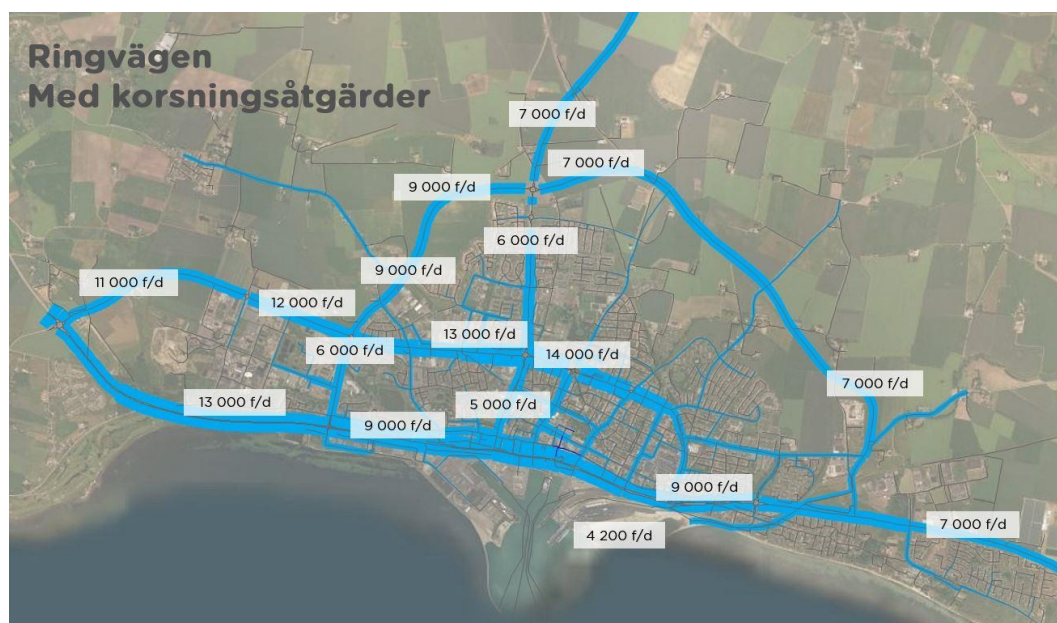 Ringvägen
Med korsningsåtgärder
7 000 f/d
7 000 f/d
9 000 f/d
6 000 f/d
9 000 f/d
11 000 f/d
12 000 f/d
13 000 f/d
6 000 f/d
14 000 f/d
7 000 f/d
13 000 f/d
5 000 f/d
9 000 f/d
9 000 f/d
7 000 f/d
4 200 f/d